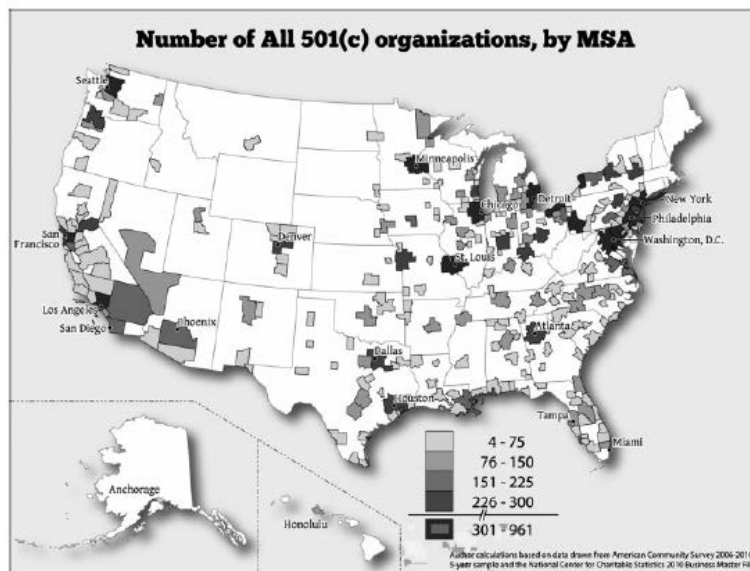 Number of All 501(c) organizations, by MSA
Seattle
Minneapolis
Chicago
Detroit
New York
Philadelphia
Washington, D.C.
San
Francisco
Denver
St. Louis
Los Angeles
San Diego
Phoenix
Atlanta
Dallas
Houston
Tampa
Miami
Anchorage
Honolulu
4 - 75
76 - 150
151 - 225
226 - 300
301 - 961
Author calculations based on data drawn from American Community Survey 2006-2010
5-year sample and the National Center for Charitable Statistics 2010 Business Master